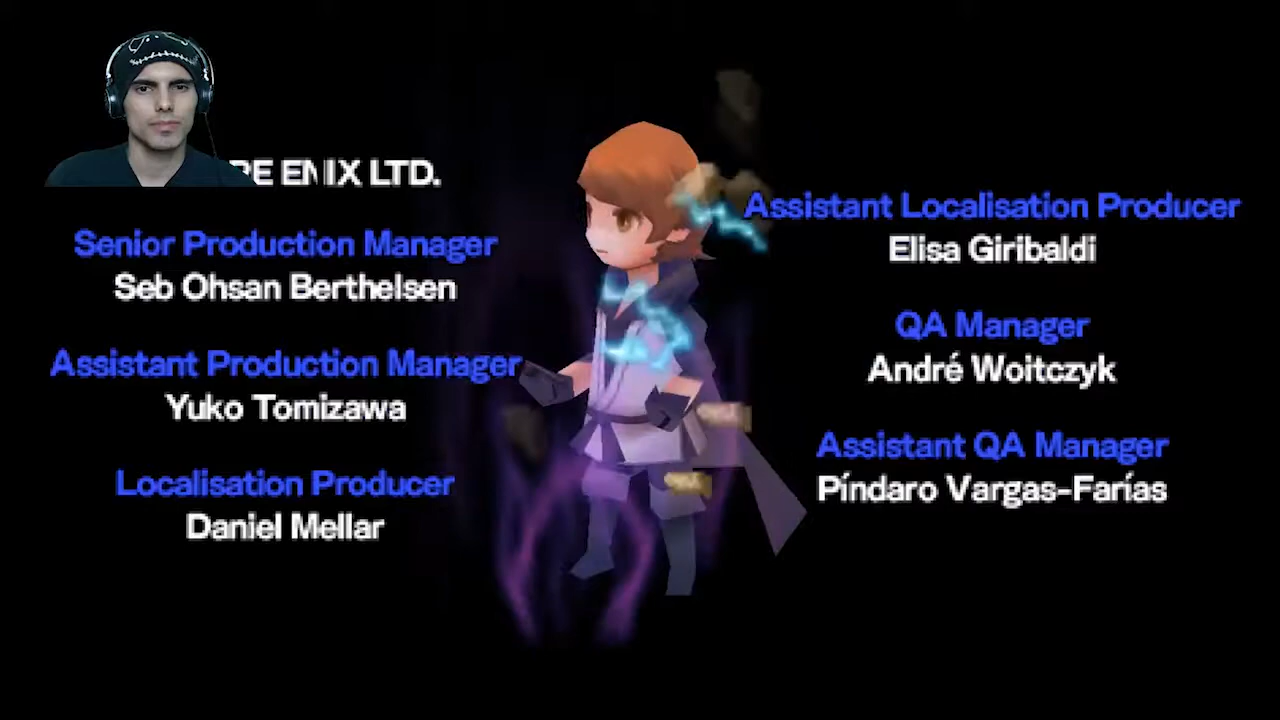 ENIX LTD.
Senior Production Manager
Seb Ohsan Berthelsen
Assistant Production Manager
Yuko Tomizawa
Localisation Producer
Daniel Mellar
Assistant Localisation Producer
Elisa Giribaldi
QA Manager
André Woitczyk
Assistant QA Manager
Píndaro Vargas-Farías